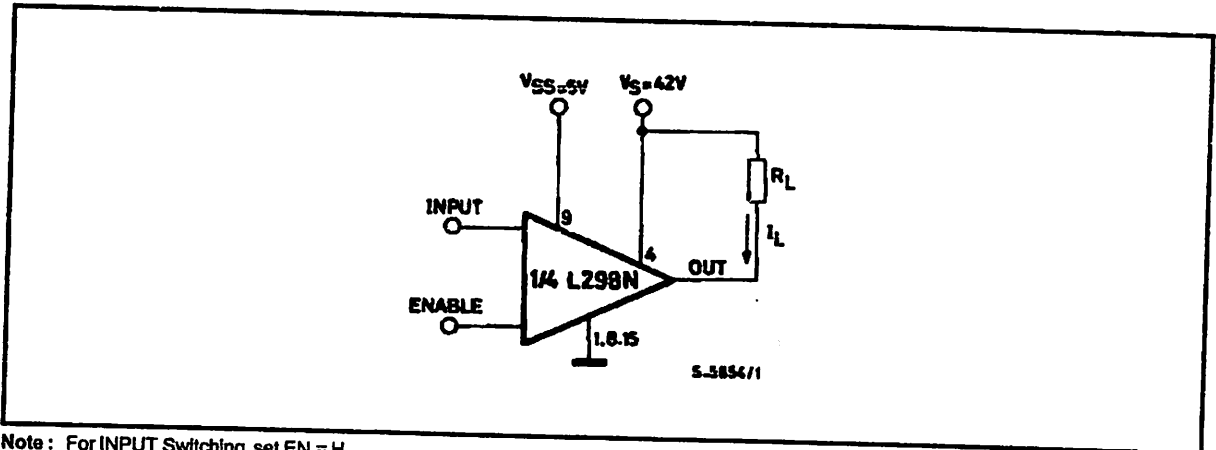 VSS=5V VS=42V
RL
INPUT
9
IL
4
OUT
1/4 L298N
ENABLE
1.8.15
S-5854/1
Note : For INPUT Switching, set EN = H